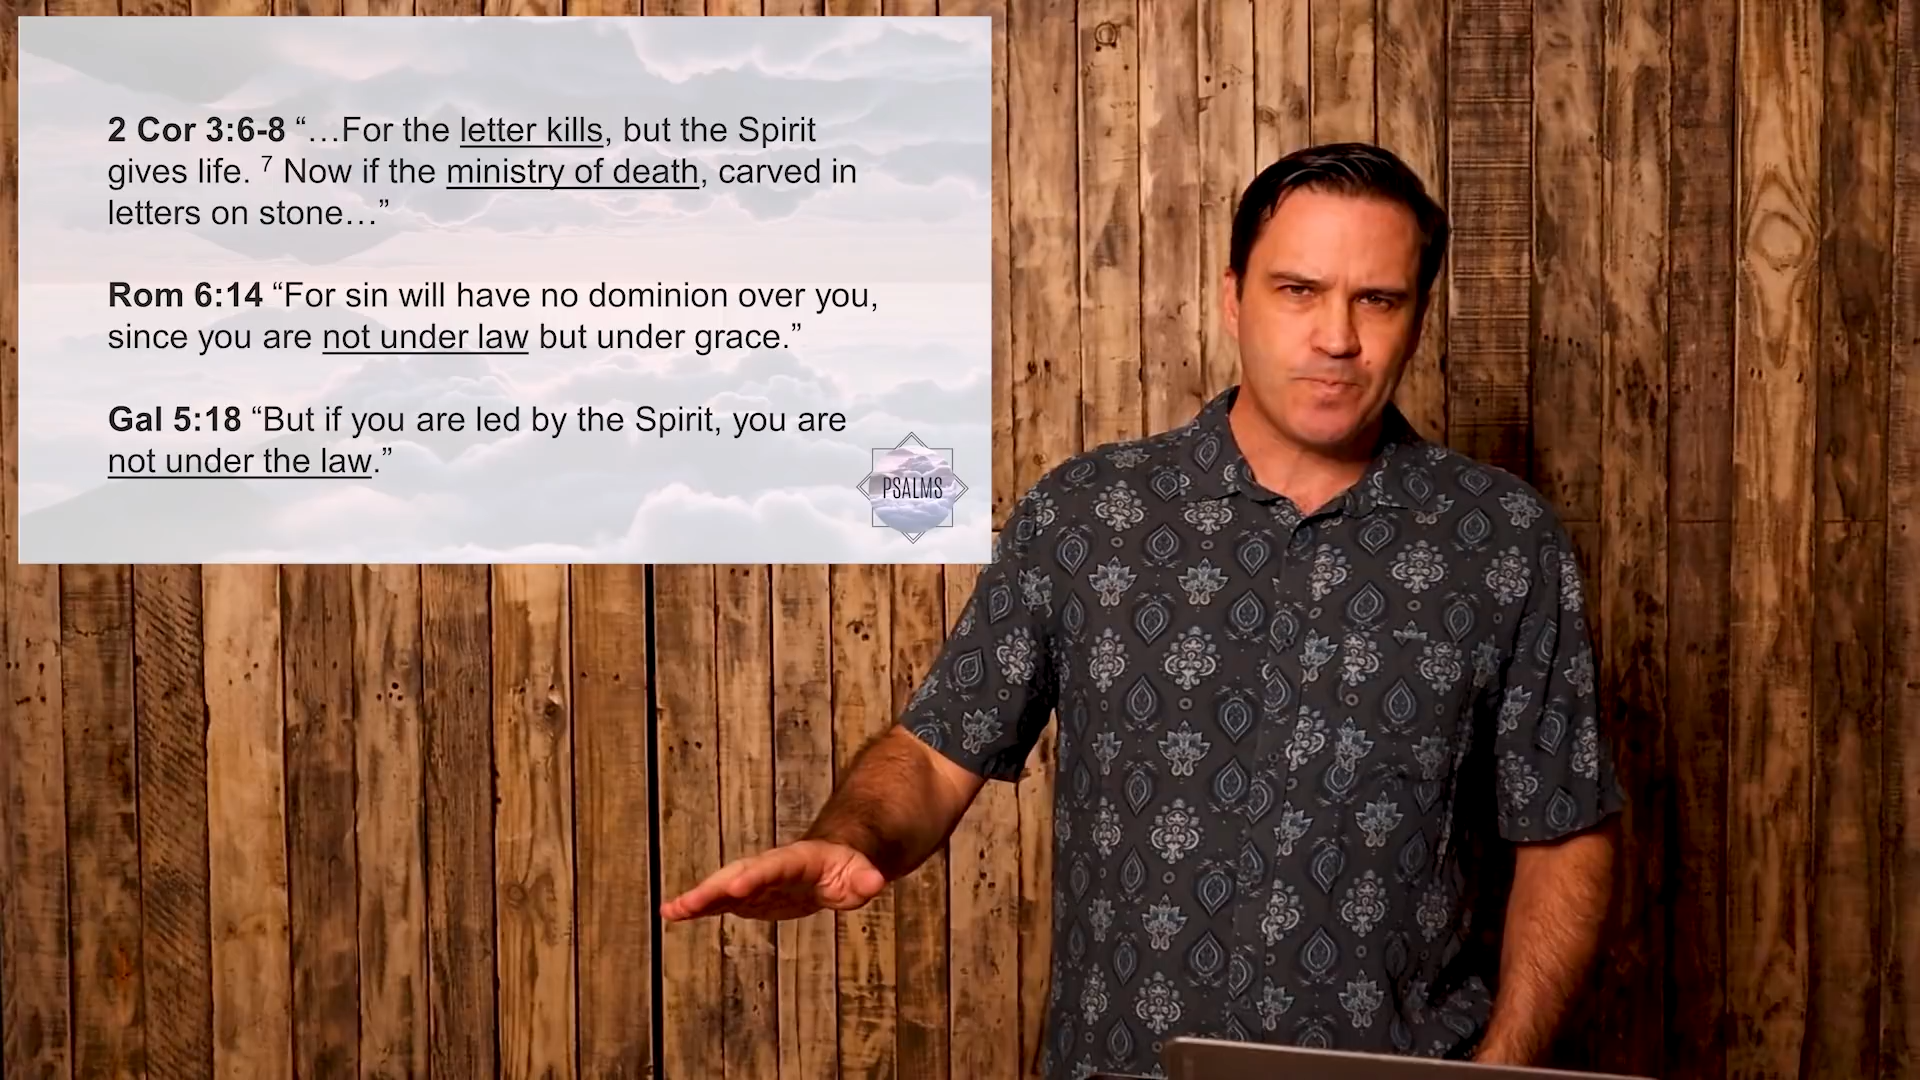 2 Cor 3:6-8 “…For the letter kills, but the Spirit
gives life. 7 Now if the ministry of death, carved in
letters on stone…”
Rom 6:14 “For sin will have no dominion over you,
since you are not under law but under grace.”
Gal 5:18 “But if you are led by the Spirit, you are
not under the law.”
PSALMS